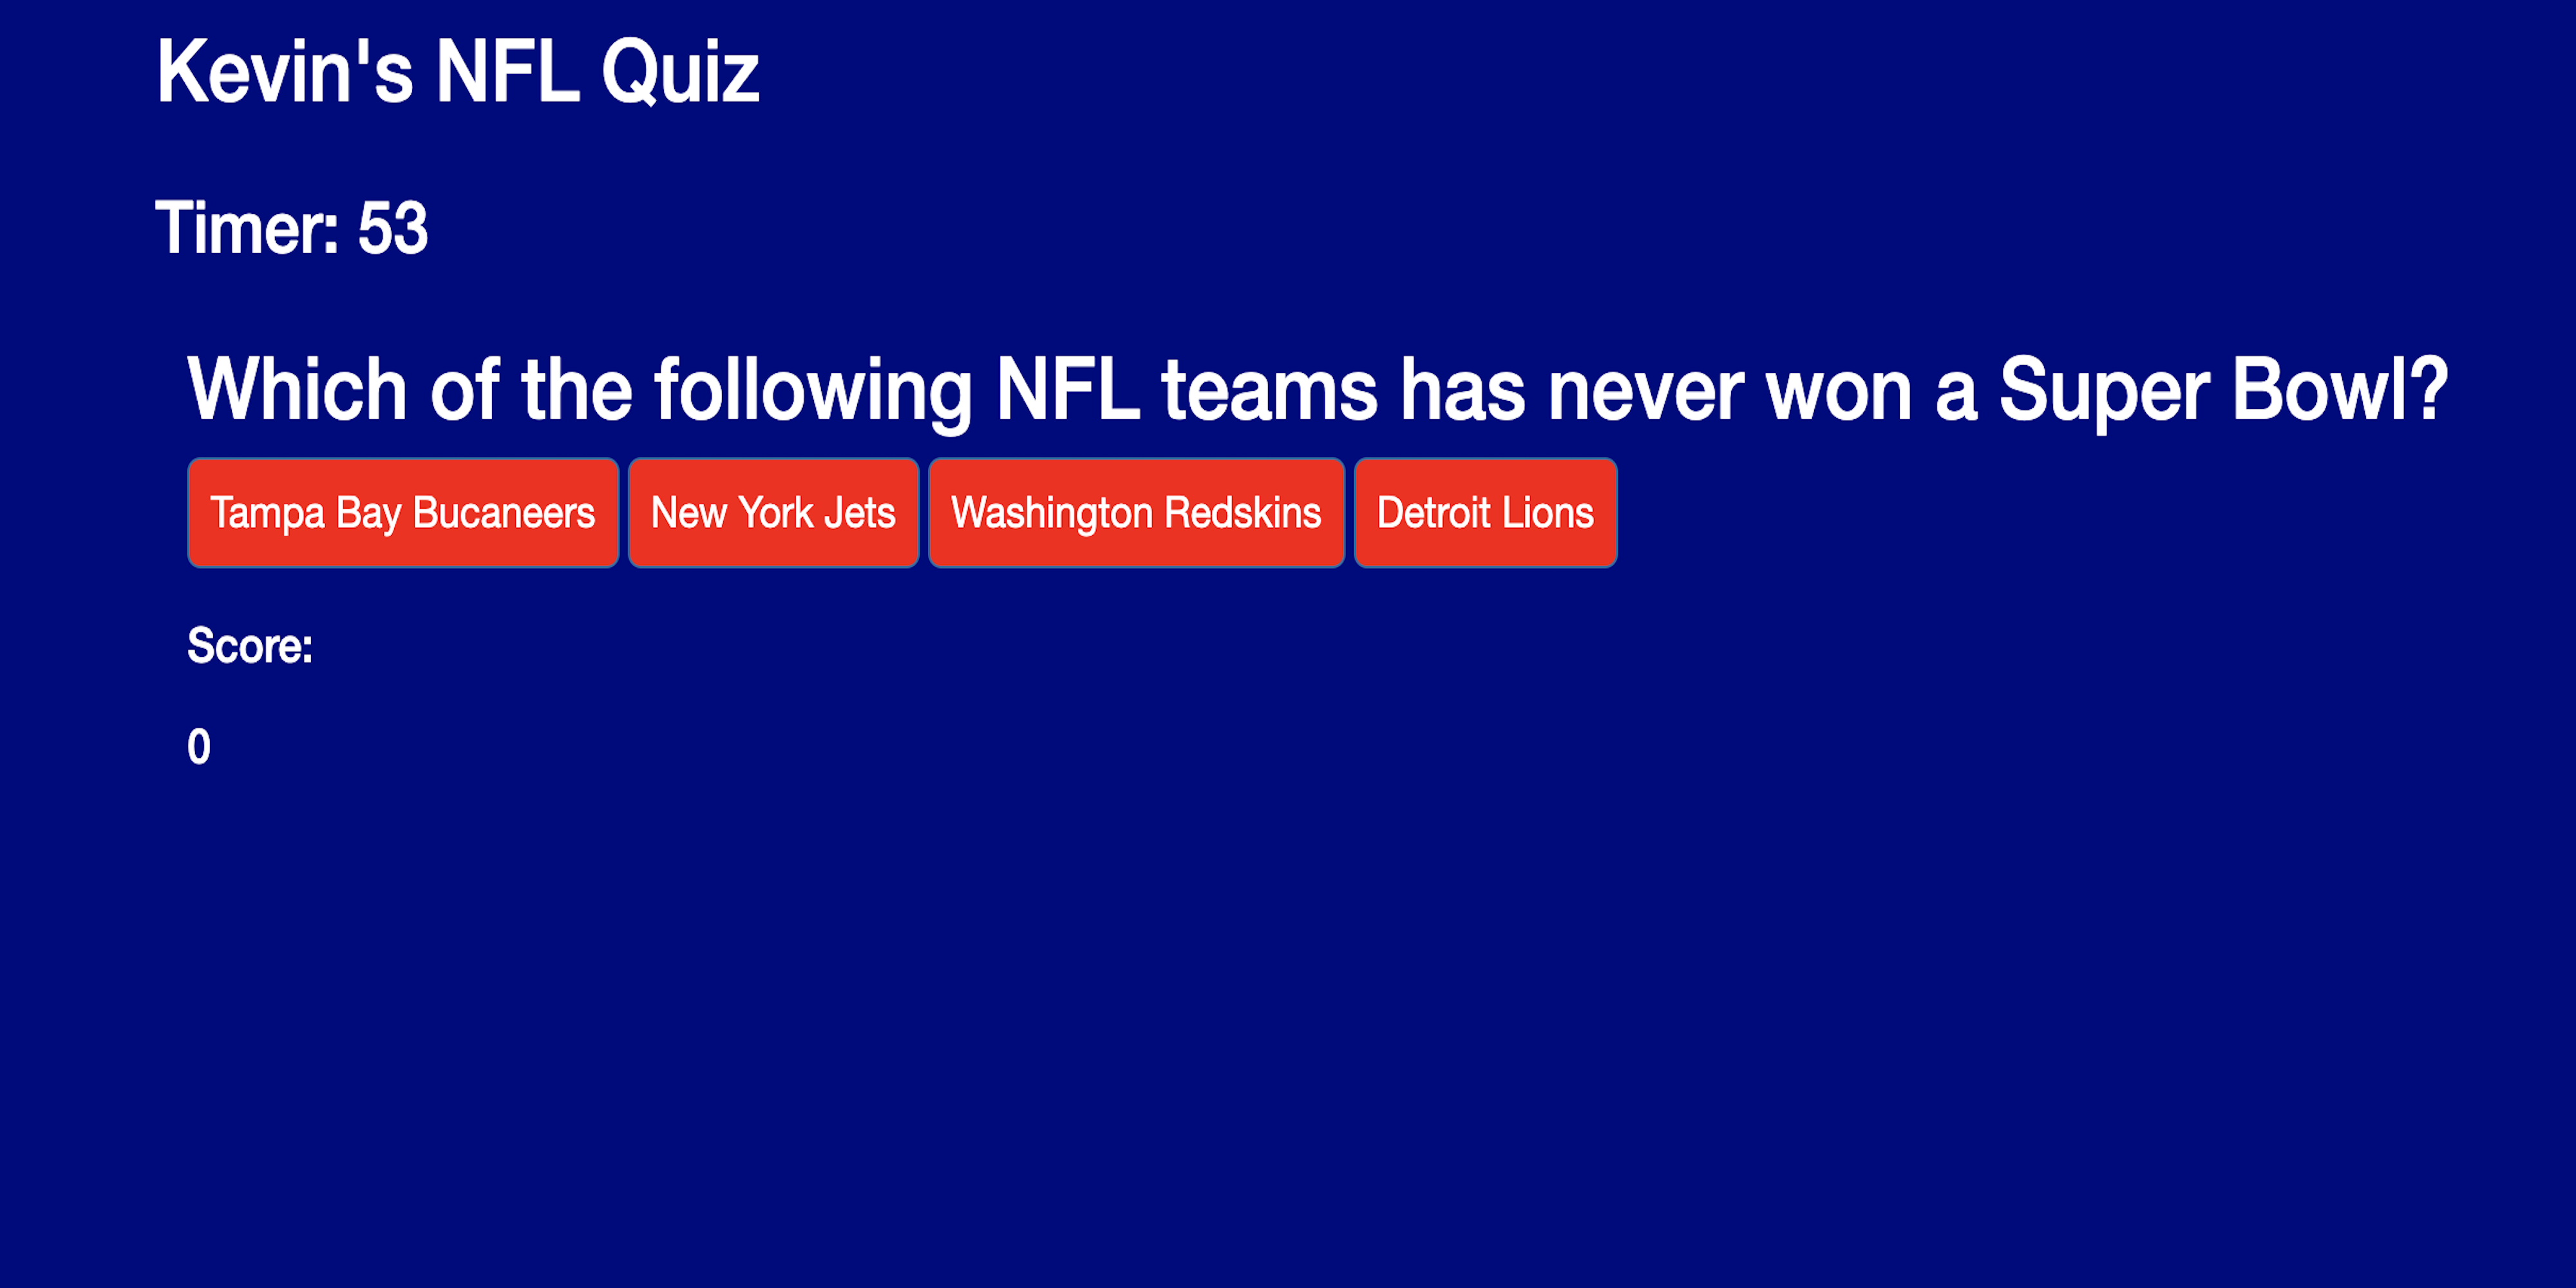 Kevin's NFL Quiz
Timer: 53
Which of the following NFL teams has never won a Super Bowl?
Tampa Bay Bucaneers New York Jets Washington Redskins Detroit Lions
Score:
0